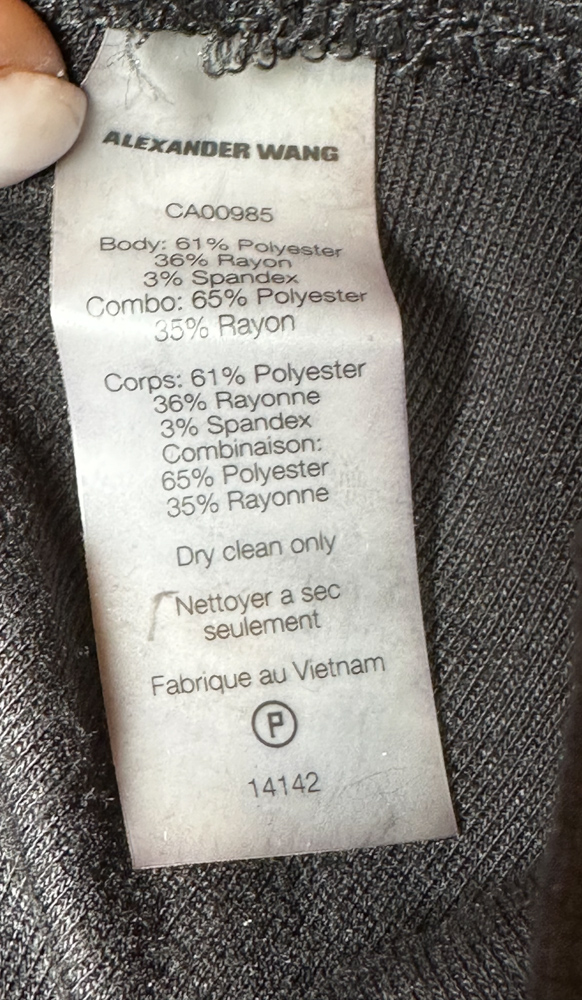 ALEXANDER WANG
CA00985
Body: 61% Polyester
36% Rayon
3% Spandex
Combo: 65% Polyester
35% Rayon
Corps: 61% Polyester
36% Rayonne
3% Spandex
Combinaison:
65% Polyester
35% Rayonne
Dry clean only
Nettoyer a sec
seulement
Fabrique au Vietnam
P
14142